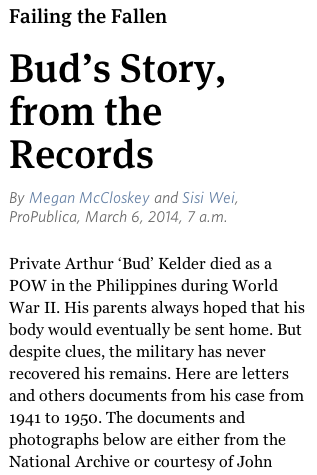 Failing the Fallen
Bud’s Story,
from the
Records
By Megan McCloskey and Sisi Wei,
ProPublica, March 6, 2014, 7 a.m.
Private Arthur ‘Bud’ Kelder died as a
POW in the Philippines during World
War II. His parents always hoped that his
body would eventually be sent home. But
despite clues, the military has never
recovered his remains. Here are letters
and others documents from his case from
1941 to 1950. The documents and
photographs below are either from the
National Archive or courtesy of John